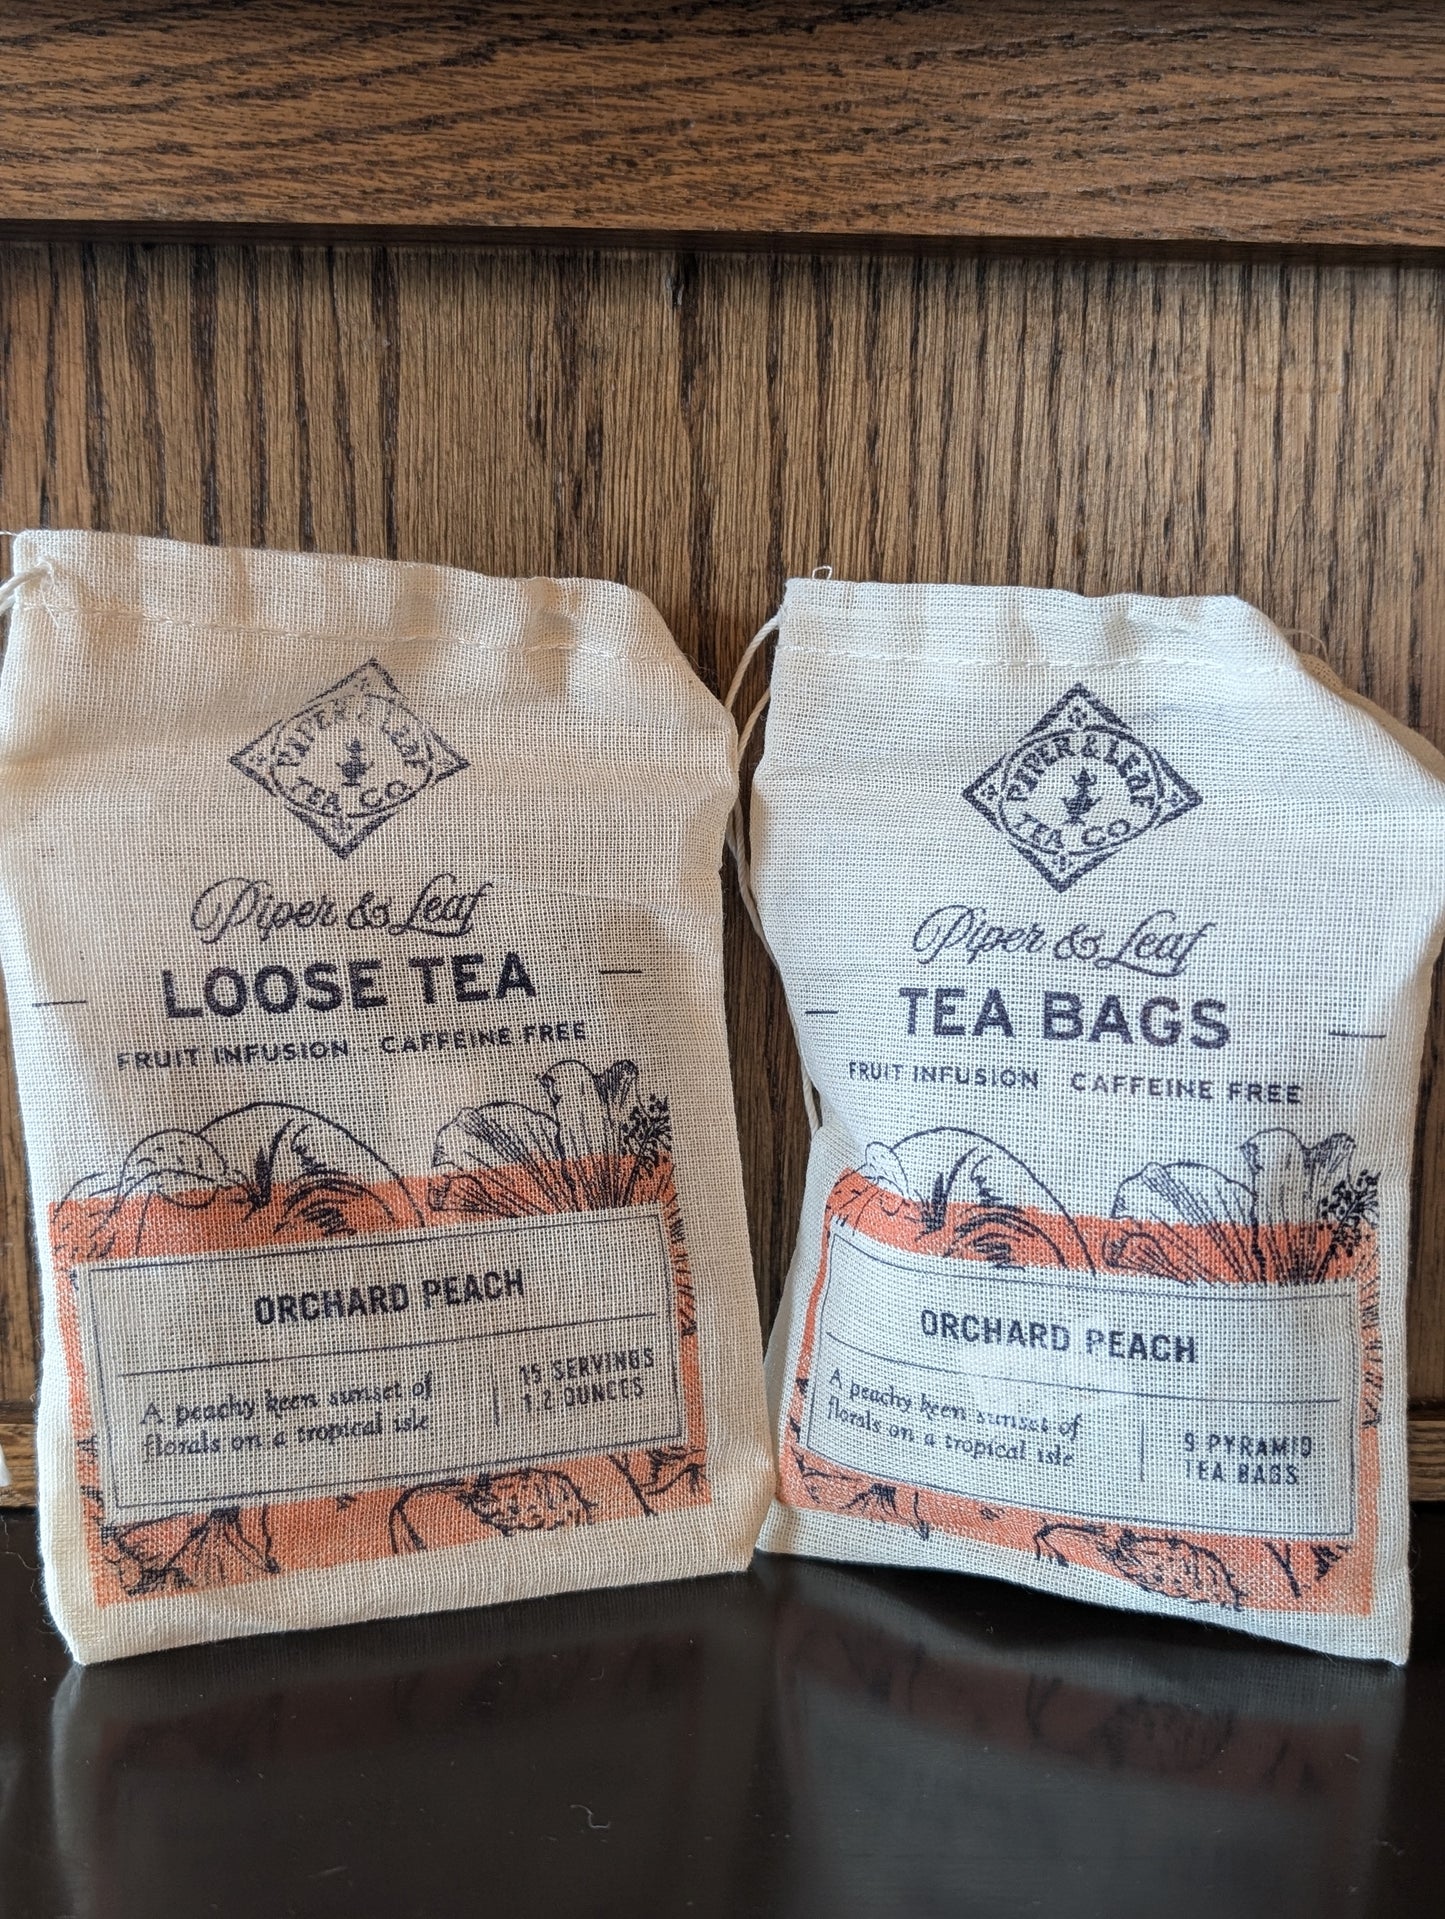 PIPER & LEAF
TEA CO
Piper & Leaf
LOOSE TEA
FRUIT INFUSION · CAFFEINE FREE
ORCHARD PEACH
A peachy keen sunset of
florals on a tropical isle
15 SERVINGS
1.2 OUNCES
PIPER & LEAF
TEA CO
Piper & Leaf
TEA BAGS
FRUIT INFUSION CAFFEINE FREE
ORCHARD PEACH
A peachy keen sunset of
florals on a tropical isle
9 PYRAMID
TEA BAGS